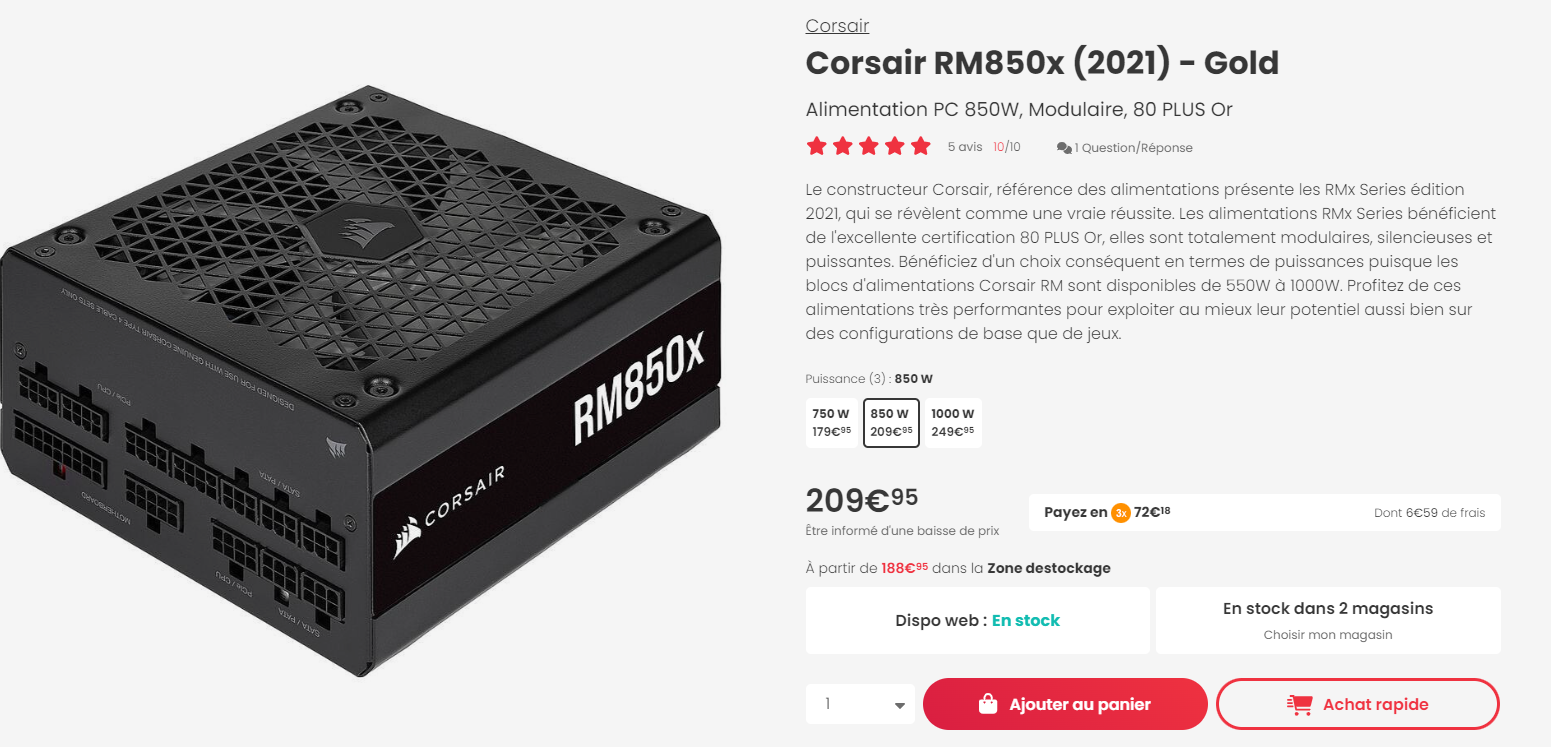 Corsair
Corsair RM850x (2021) - Gold
Alimentation PC 850W, Modulaire, 80 PLUS Or
5 avis 10/10 1 Question/Réponse
Le constructeur Corsair, référence des alimentations présente les RMx Series édition
2021, qui se révèlent comme une vraie réussite. Les alimentations RMx Series bénéficient
de l'excellente certification 80 PLUS Or, elles sont totalement modulaires, silencieuses et
puissantes. Bénéficiez d'un choix conséquent en termes de puissances puisque les
blocs d'alimentations Corsair RM sont disponibles de 550W à 1000W. Profitez de ces
alimentations très performantes pour exploiter au mieux leur potentiel aussi bien sur
des configurations de base que de jeux.
Puissance (3) : 850 W
750 W 850 W 1000 W
179€95 209€95 249€95
209€95
Être informé d'une baisse de prix
Payez en 3x 72€18 Dont 6€59 de frais
À partir de 188€95 dans la Zone destockage
Dispo web : En stock
En stock dans 2 magasins
Choisir mon magasin
1 Ajouter au panier Achat rapide
RM850x
CORSAIR
DESIGNED FOR USE WITH GENUINE CORSAIR TYPE 4 CABLE SETS ONLY
PCIe / CPU
SATA / PATA
MOTHERBOARD
PCIe / CPU
SATA / PATA
SATA / PATA